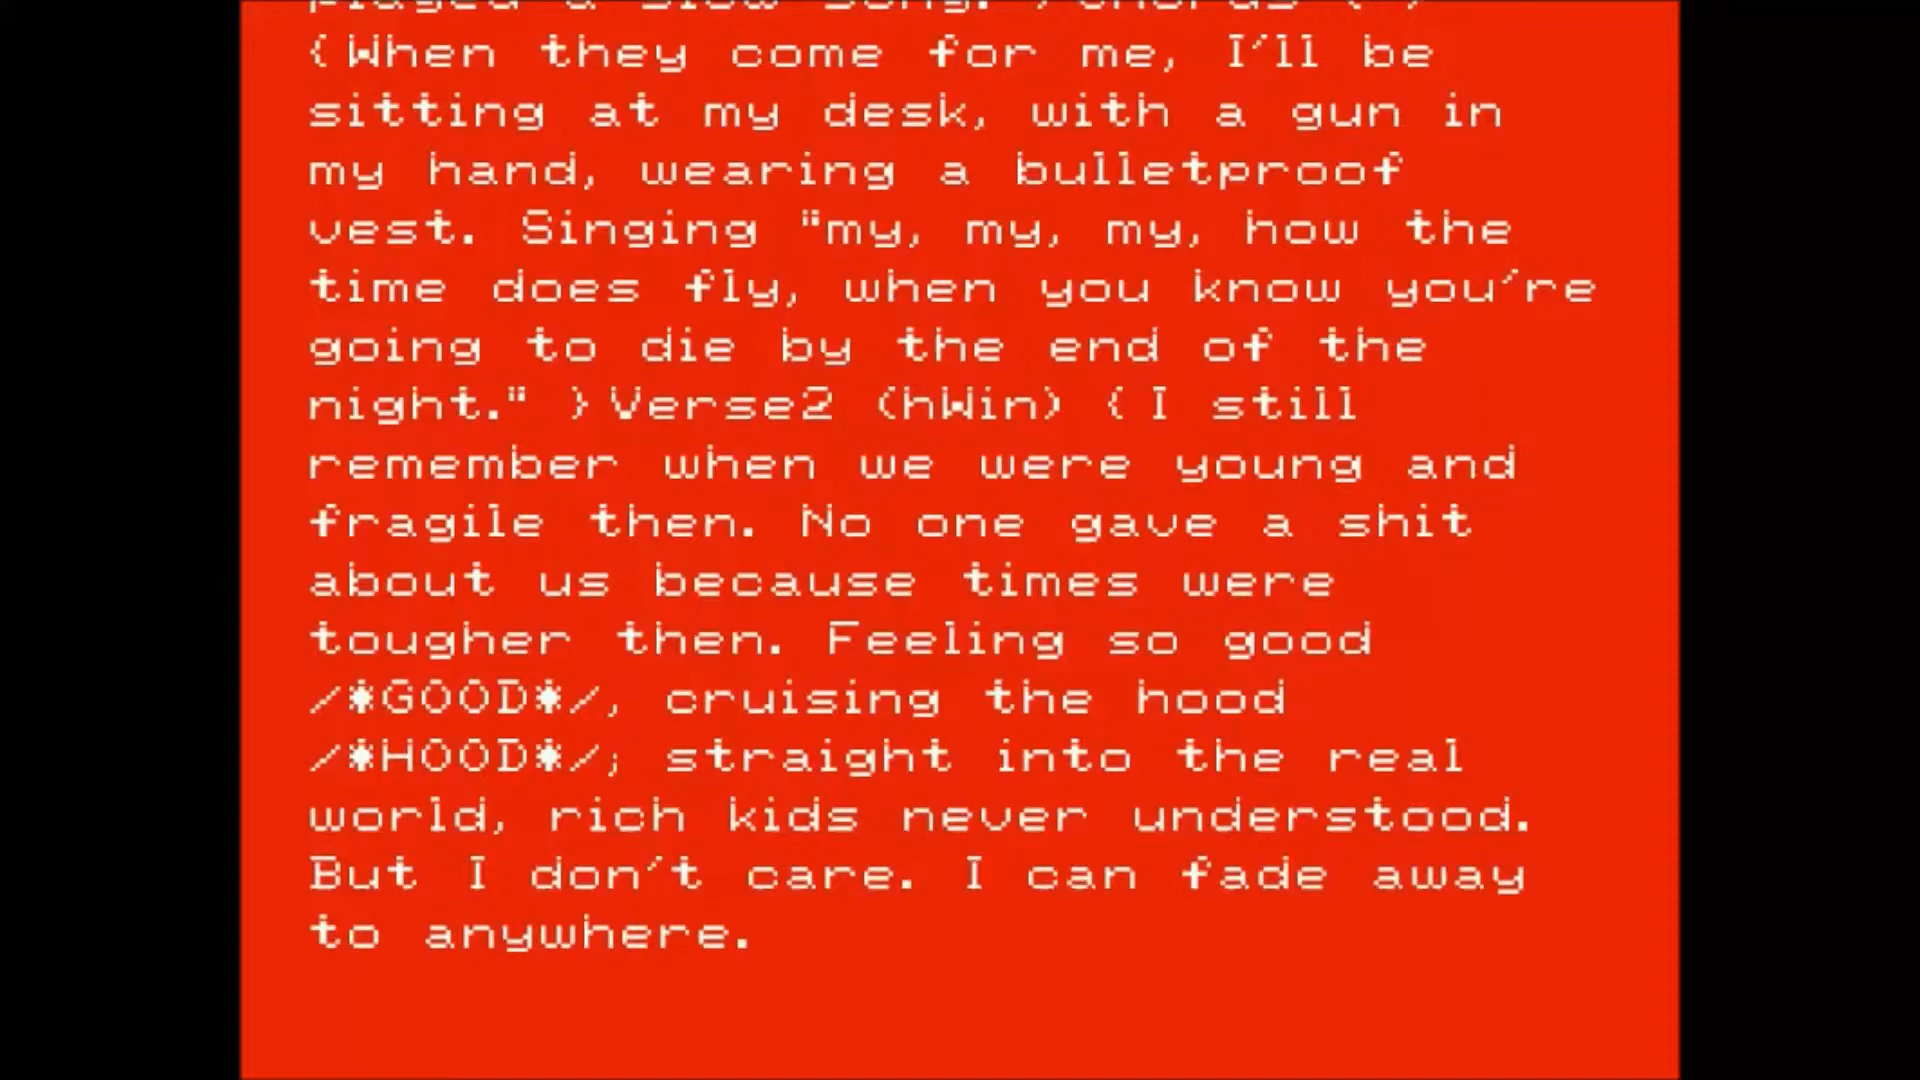 played a slow song. }Chorus ( )
{When they come for me, I'll be
sitting at my desk, with a gun in
my hand, wearing a bulletproof
vest. Singing "my, my, my, how the
time does fly, when you know you're
going to die by the end of the
night." }Verse2 (hWin) {I still
remember when we were young and
fragile then. No one gave a shit
about us because times were
tougher then. Feeling so good
/*GOOD*/, cruising the hood
/*HOOD*/; straight into the real
world, rich kids never understood.
But I don't care. I can fade away
to anywhere.